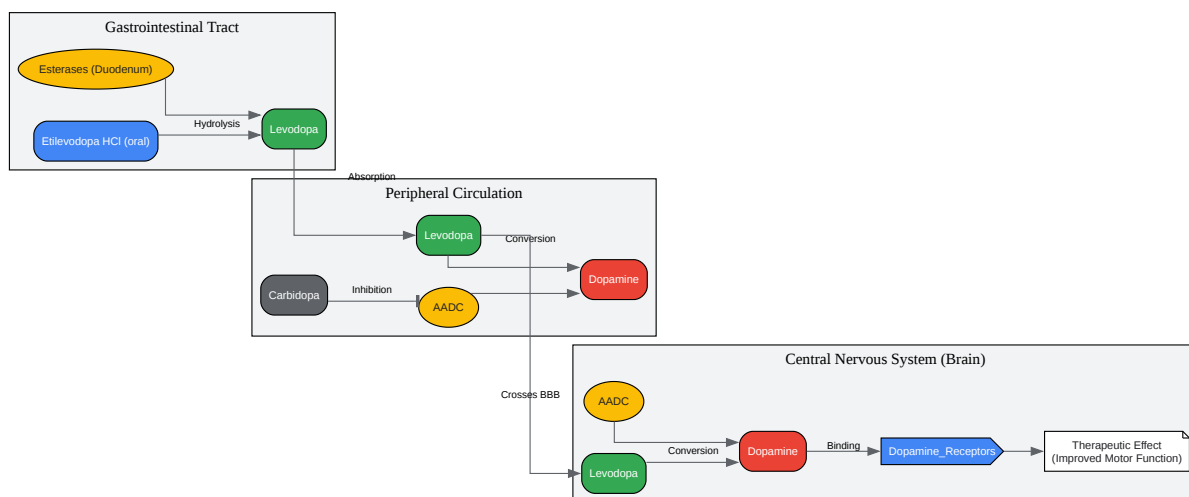 Gastrointestinal Tract
Esterases (Duodenum)
Hydrolysis
Levodopa
Etilevodopa HCl (oral)
Absorption
Peripheral Circulation
Levodopa
Conversion
Dopamine
Carbidopa
Inhibition
AADC
Central Nervous System (Brain)
Crosses BBB
AADC
Levodopa
Conversion
Dopamine
Binding
Dopamine_Receptors
Therapeutic Effect
(Improved Motor Function)